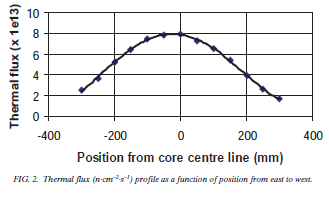 Thermal flux (x 1e13)
10
8
6
4
2
0
-400 -200 0 200 400
Position from core centre line (mm)
FIG. 2. Thermal flux (n·cm⁻²·s⁻¹) profile as a function of position from east to west.